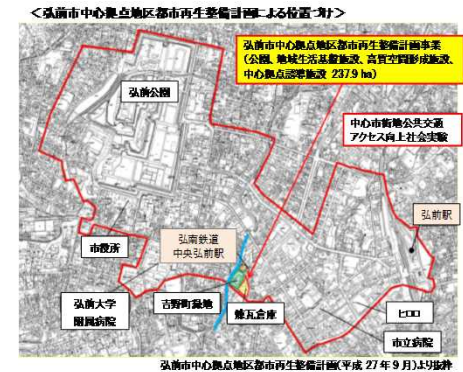 ＜弘前市中心拠点地区都市再生整備計画による位置づけ＞
弘前市中心拠点地区都市再生整備計画事業
（公園、地域生活基盤施設、高質空間形成施設、
中心拠点誘導施設 237.9 ha）
弘前公園
中心市街地公共交通
アクセス向上社会実験
弘前駅
市役所
弘南鉄道
中央弘前駅
弘前大学
附属病院
吉野町緑地
煉瓦倉庫
ヒロロ
市立病院
弘前市中心拠点地区都市再生整備計画(平成 27 年 9 月)より抜粋